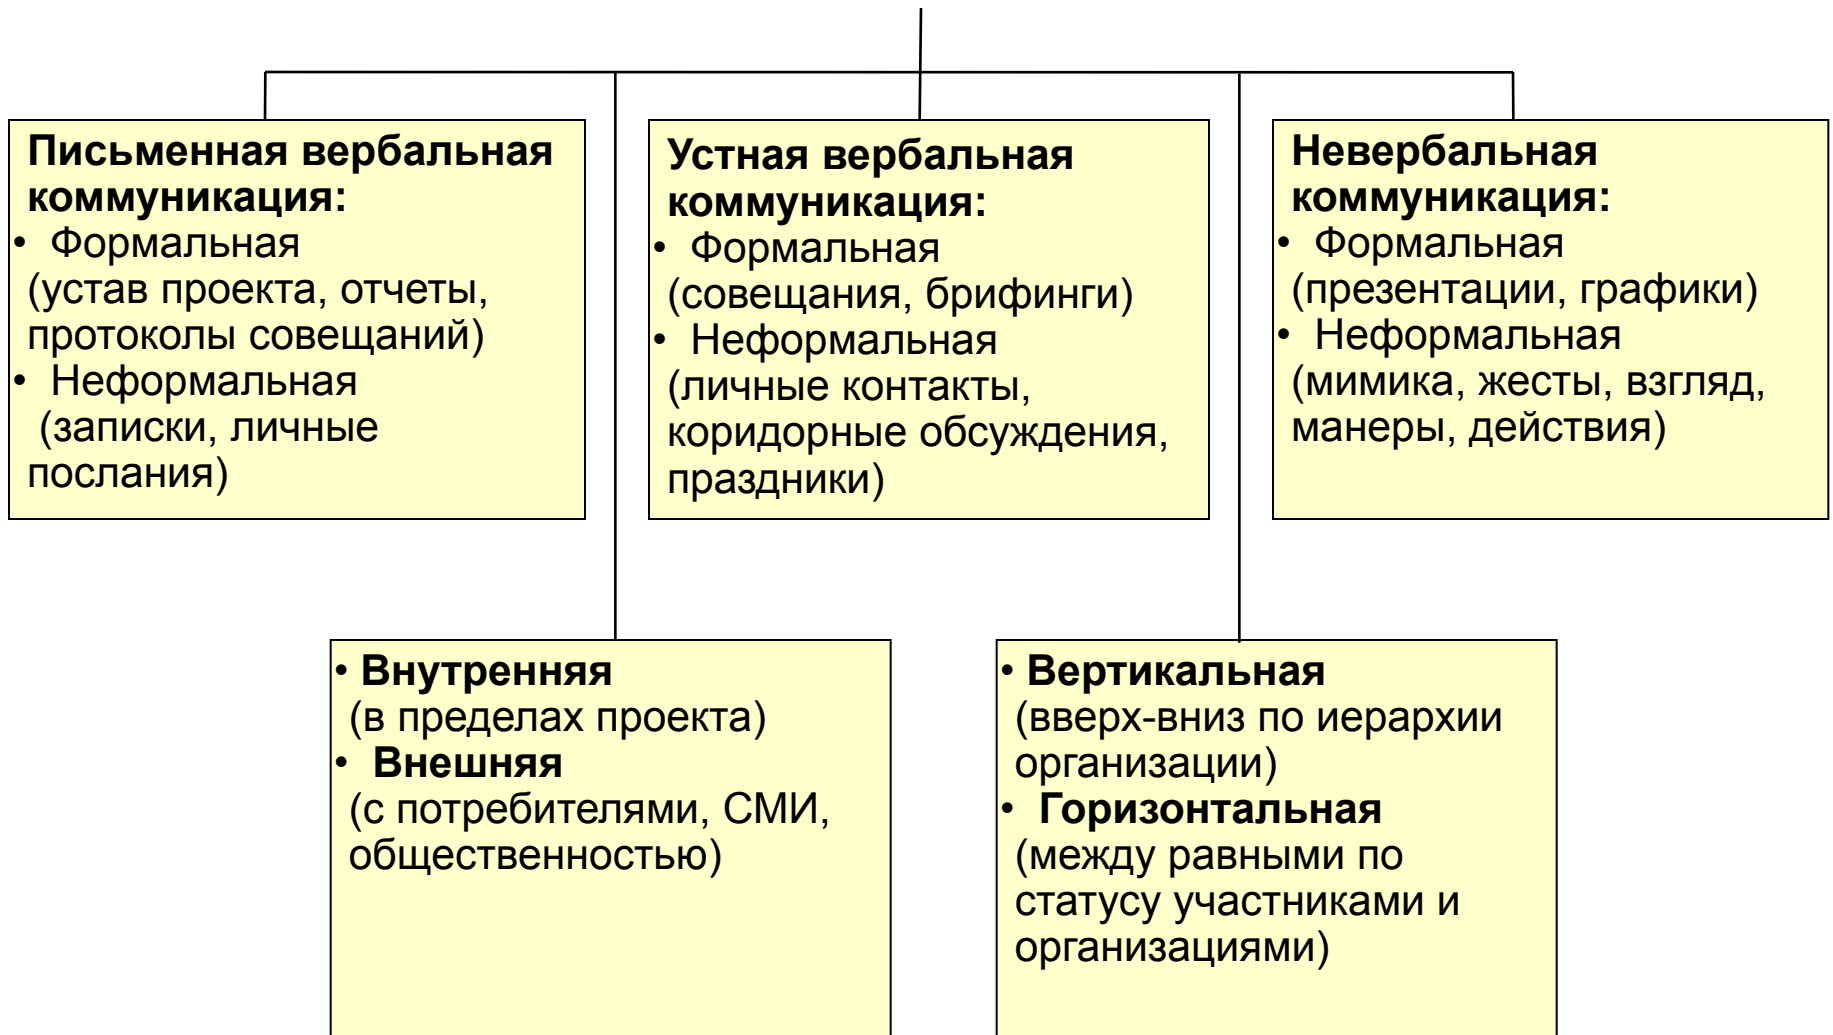 Письменная вербальная
коммуникация:
• Формальная
(устав проекта, отчеты,
протоколы совещаний)
• Неформальная
(записки, личные
послания)
Устная вербальная
коммуникация:
• Формальная
(совещания, брифинги)
• Неформальная
(личные контакты,
коридорные обсуждения,
праздники)
Невербальная
коммуникация:
• Формальная
(презентации, графики)
• Неформальная
(мимика, жесты, взгляд,
манеры, действия)
• Внутренняя
(в пределах проекта)
• Внешняя
(с потребителями, СМИ,
общественностью)
• Вертикальная
(вверх-вниз по иерархии
организации)
• Горизонтальная
(между равными по
статусу участниками и
организациями)